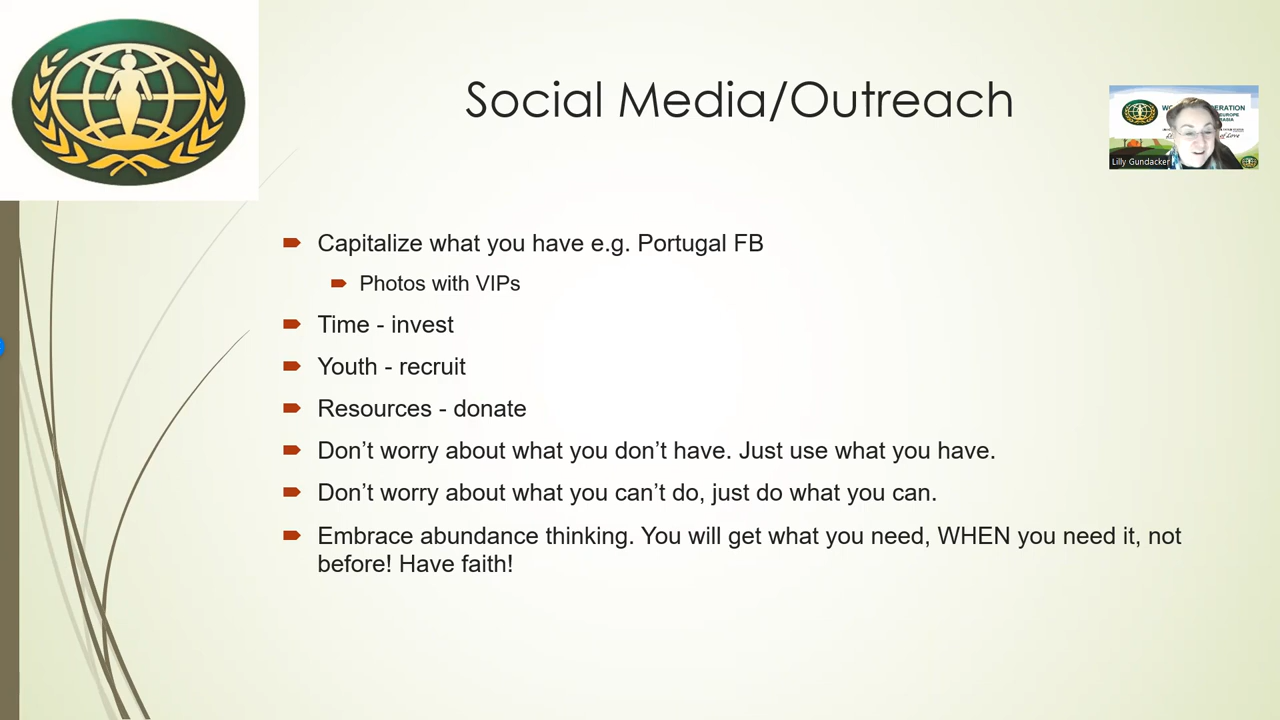 Social Media/Outreach
Lilly Gundacker
Capitalize what you have e.g. Portugal FB
Photos with VIPs
Time - invest
Youth - recruit
Resources - donate
Don’t worry about what you don’t have. Just use what you have.
Don’t worry about what you can’t do, just do what you can.
Embrace abundance thinking. You will get what you need, WHEN you need it, not
before! Have faith!